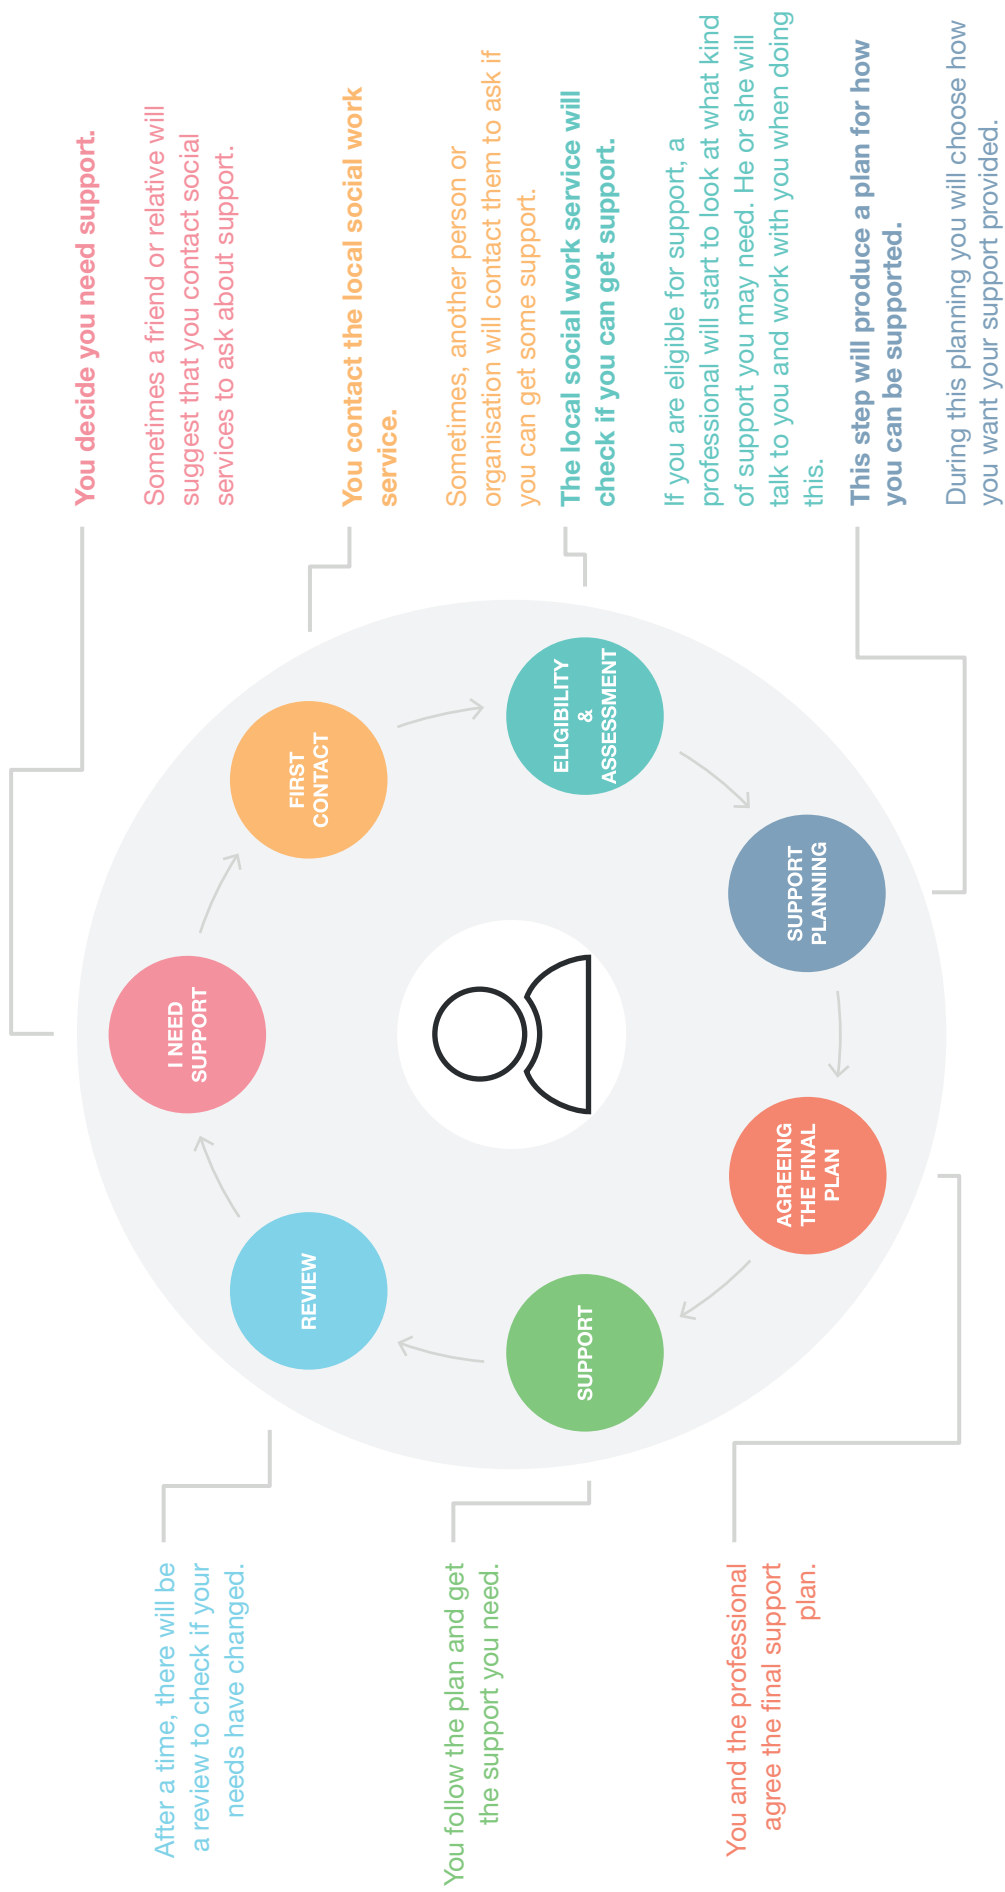 You decide you need support.
Sometimes a friend or relative will
suggest that you contact social
services to ask about support.
You contact the local social work
service.
Sometimes, another person or
organisation will contact them to ask if
you can get some support.
The local social work service will
check if you can get support.
If you are eligible for support, a
professional will start to look at what kind
of support you may need. He or she will
talk to you and work with you when doing
this.
This step will produce a plan for how
you can be supported.
During this planning you will choose how
you want your support provided.
I NEED
SUPPORT
FIRST
CONTACT
ELIGIBILITY
&
ASSESSMENT
SUPPORT
PLANNING
AGREEING
THE FINAL
PLAN
SUPPORT
REVIEW
After a time, there will be
a review to check if your
needs have changed.
You follow the plan and get
the support you need.
You and the professional
agree the final support
plan.